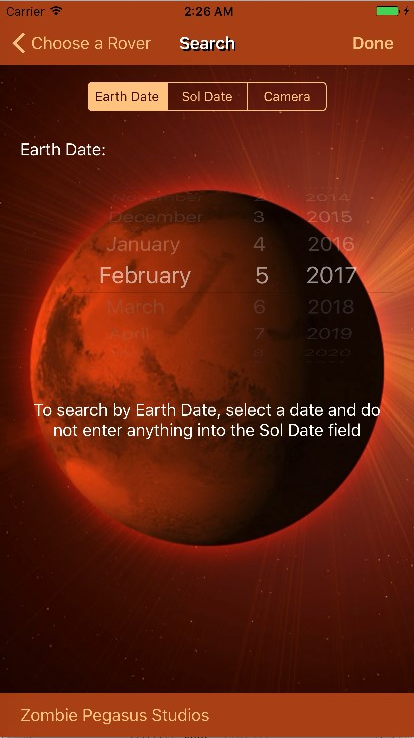 Carrier 2:26 AM
Choose a Rover Search Done
Earth Date Sol Date Camera
Earth Date:
November 2 2014
December 3 2015
January 4 2016
February 5 2017
March 6 2018
April 7 2019
8 2020
To search by Earth Date, select a date and do
not enter anything into the Sol Date field
Zombie Pegasus Studios